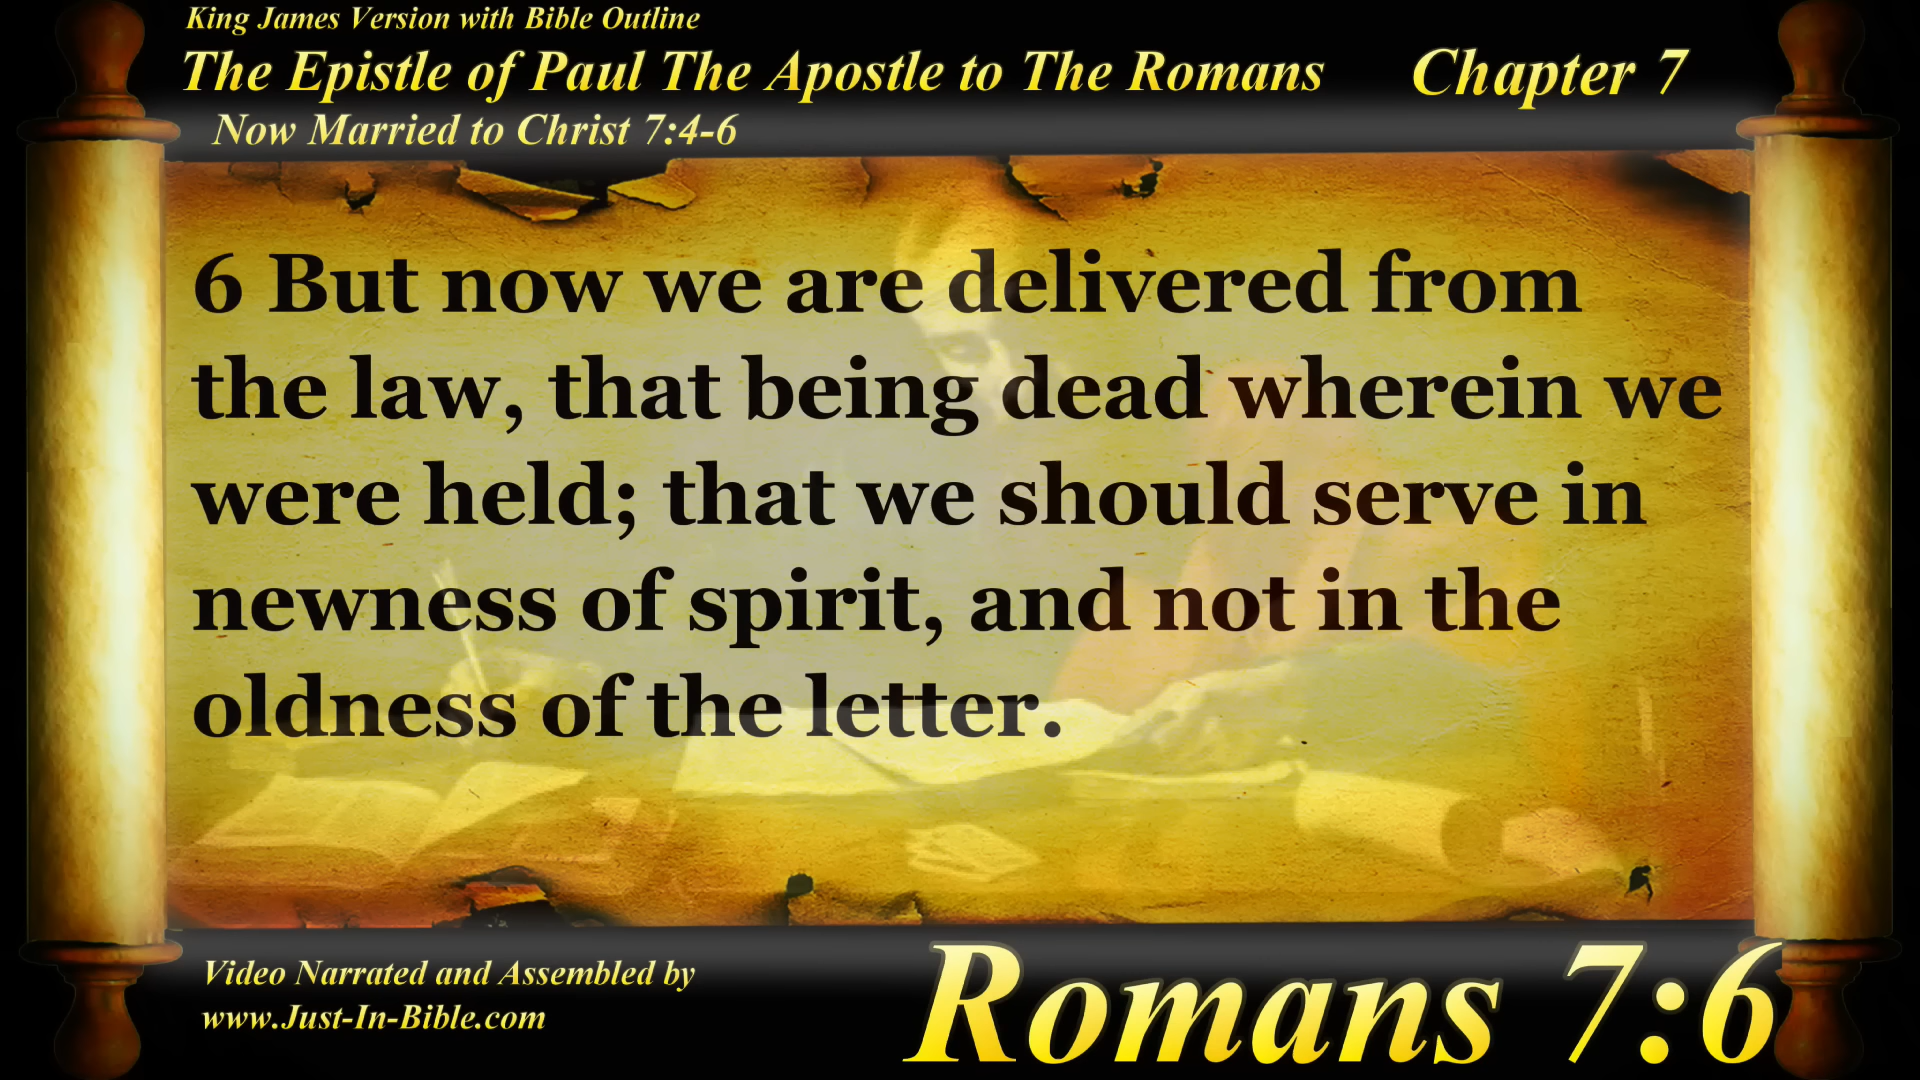 King James Version with Bible Outline
The Epistle of Paul The Apostle to The Romans Chapter 7
Now Married to Christ 7:4-6
6 But now we are delivered from
the law, that being dead wherein we
were held; that we should serve in
newness of spirit, and not in the
oldness of the letter.
Video Narrated and Assembled by
www.Just-In-Bible.com
Romans 7:6